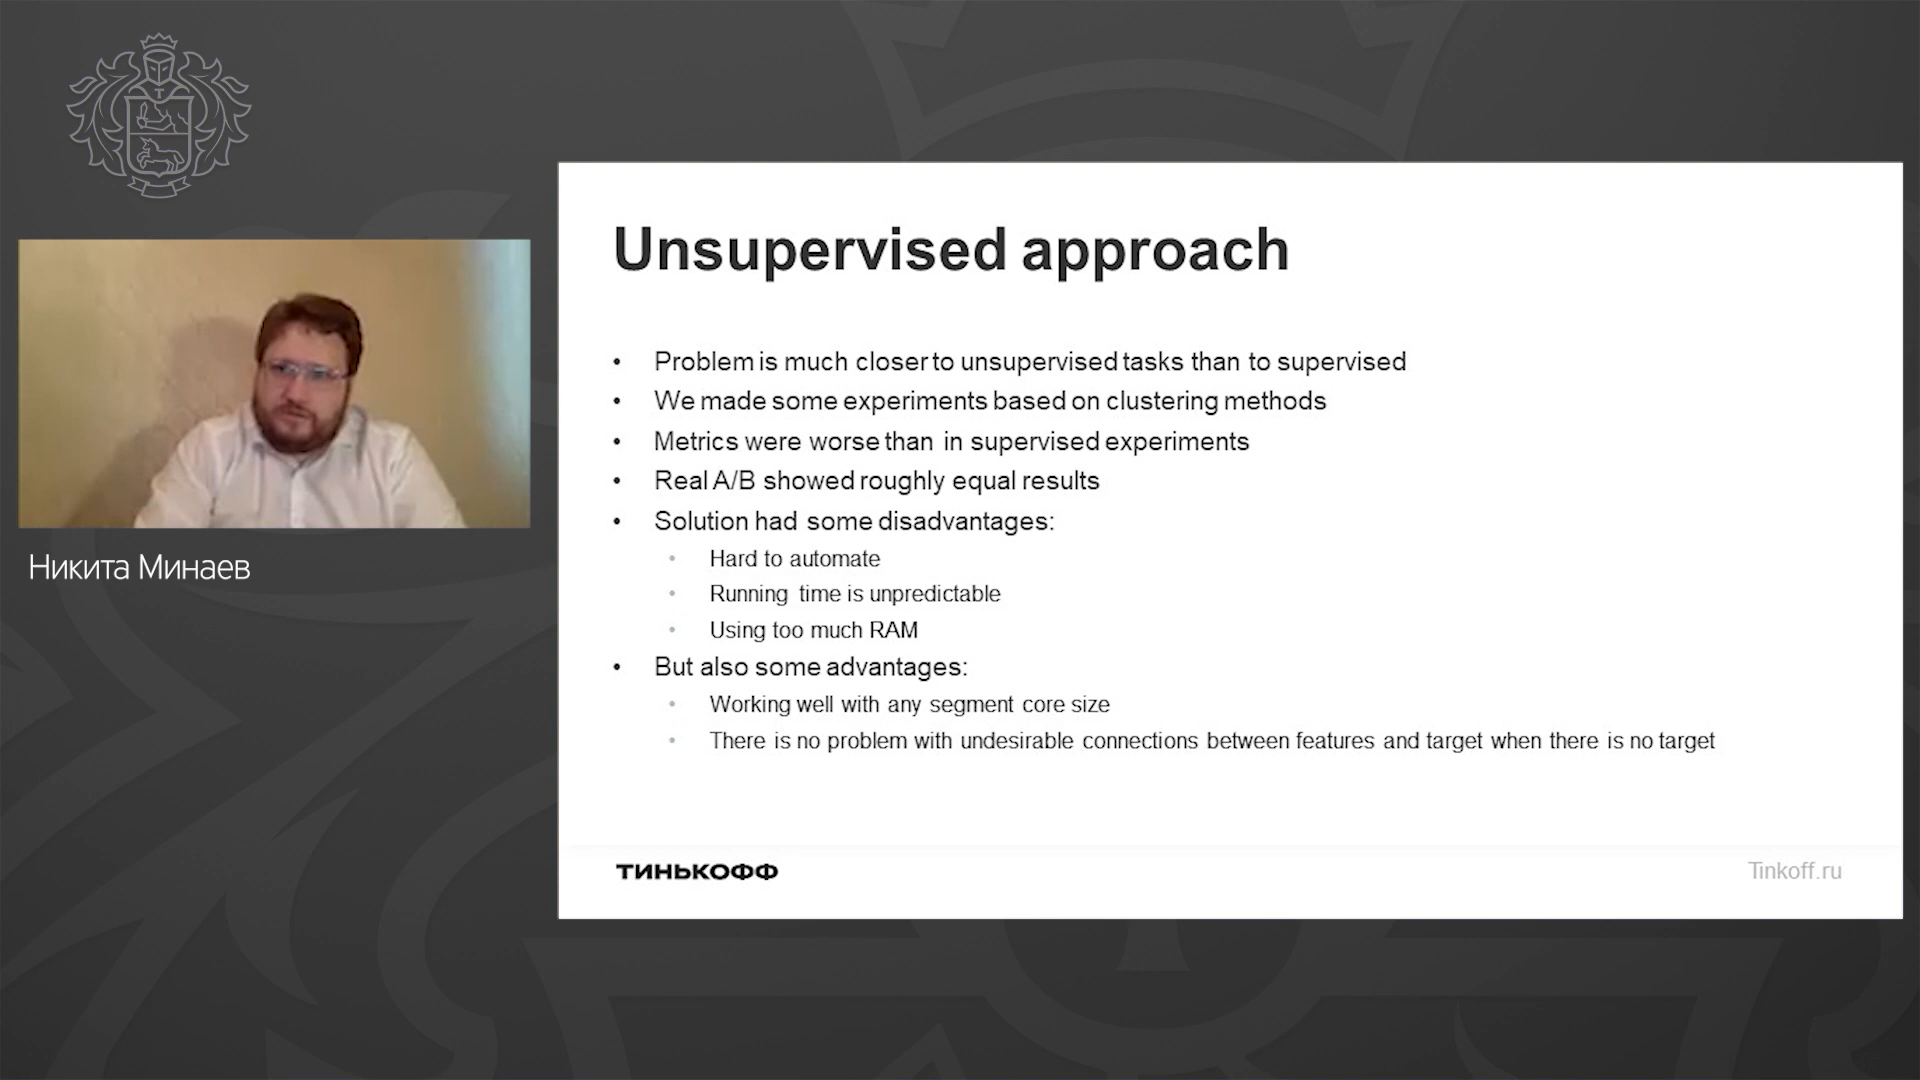 Никита Минаев
Unsupervised approach
• Problem is much closer to unsupervised tasks than to supervised
• We made some experiments based on clustering methods
• Metrics were worse than in supervised experiments
• Real A/B showed roughly equal results
• Solution had some disadvantages:
• Hard to automate
• Running time is unpredictable
• Using too much RAM
• But also some advantages:
• Working well with any segment core size
• There is no problem with undesirable connections between features and target when there is no target
ТИНЬКОФФ
Tinkoff.ru